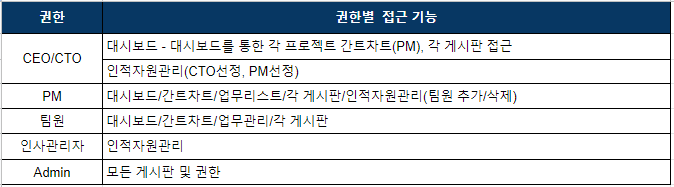 권한 권한별 접근 기능
CEO/CTO
대시보드 - 대시보드를 통한 각 프로젝트 간트차트(PM), 각 게시판 접근
인적자원관리(CTO선정, PM선정)
PM 대시보드/간트차트/업무리스트/각 게시판/인적자원관리(팀원 추가/삭제)
팀원 대시보드/간트차트/업무관리/각 게시판
인사관리자 인적자원관리
Admin 모든 게시판 및 권한